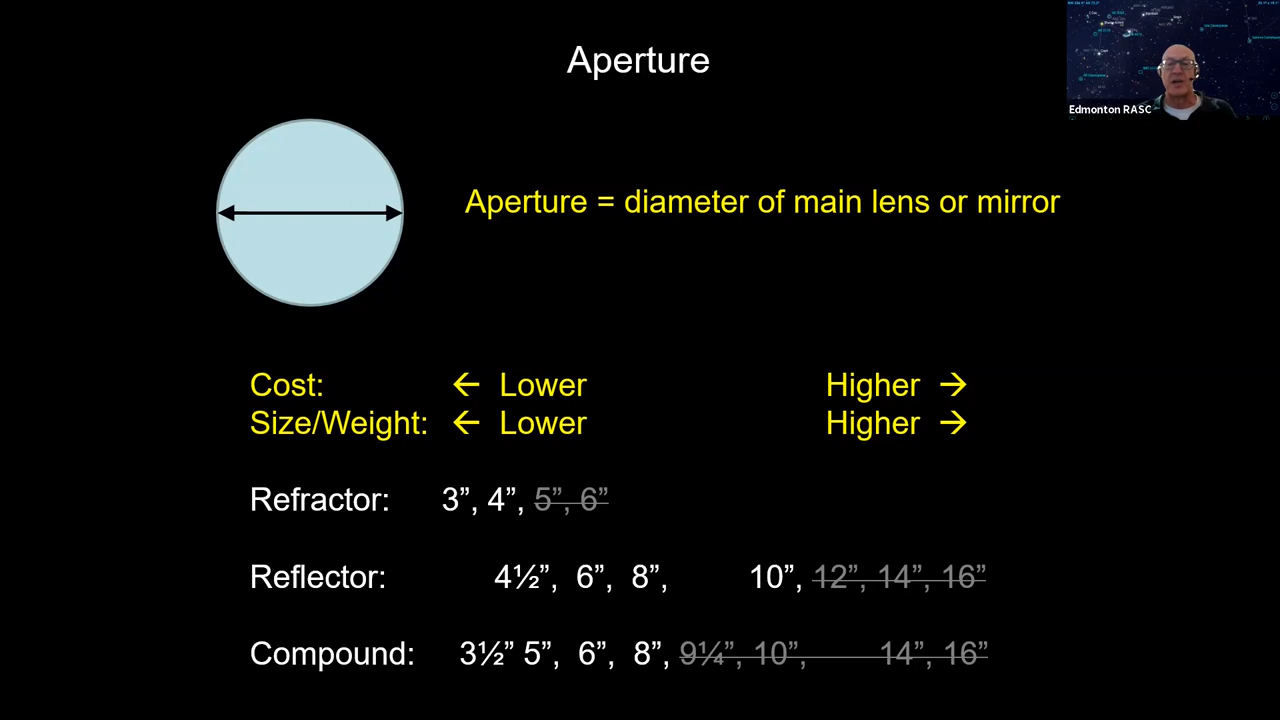 Aperture
Edmonton RASC
Aperture = diameter of main lens or mirror
Cost: ← Lower Higher →
Size/Weight: ← Lower Higher →
Refractor: 3”, 4”, 5”, 6”
Reflector: 4½”, 6”, 8”, 10”, 12”, 14”, 16”
Compound: 3½” 5”, 6”, 8”, 9¼”, 10”, 14”, 16”